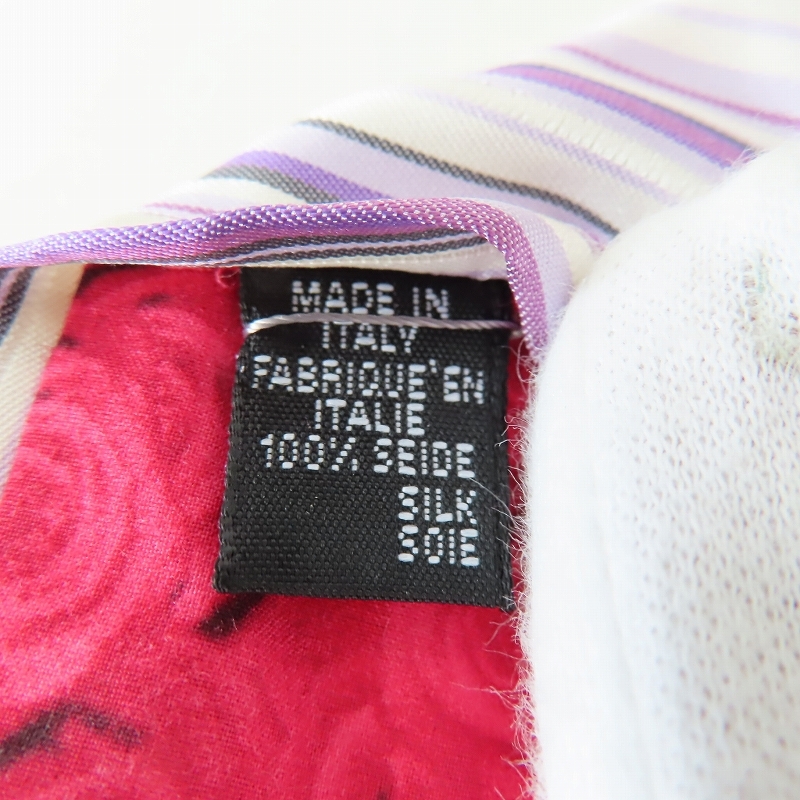 MADE IN
ITALY
FABRIQUE'EN
ITALIE
100% SEIDE
SILK
SOIE